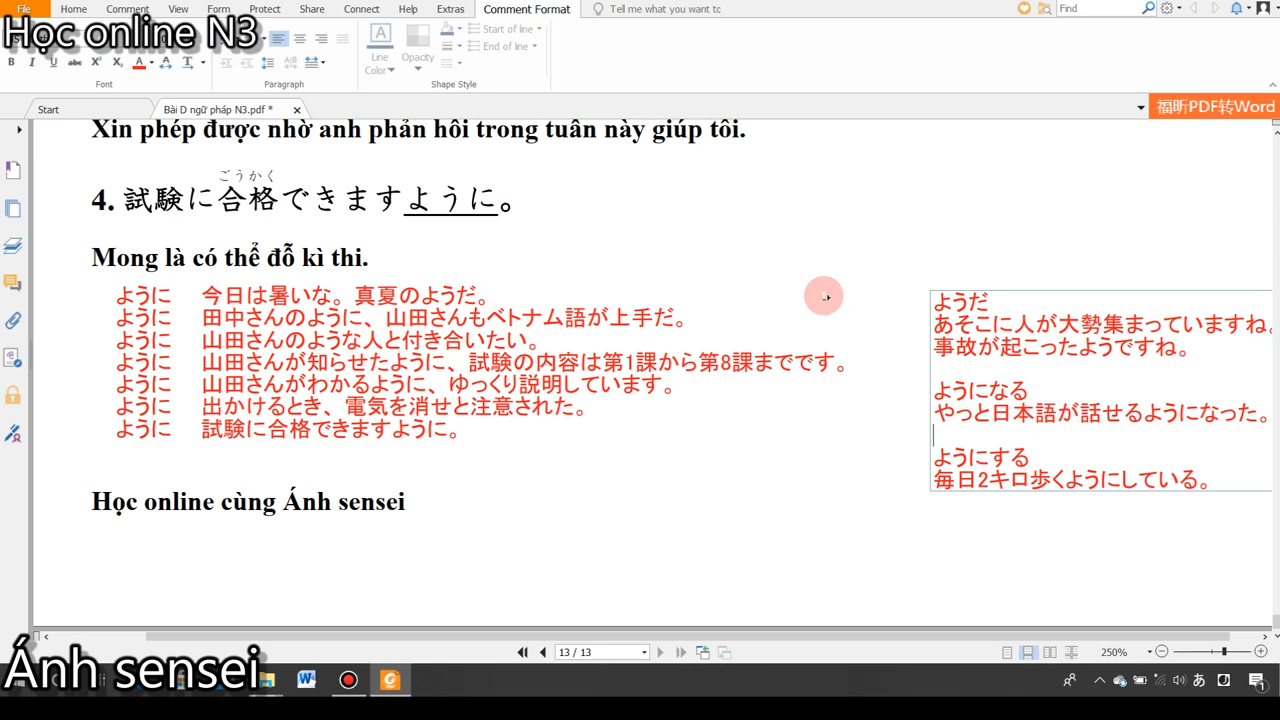 File Home Comment View Form Protect Share Connect Help Extras Comment Format Tell me what you want tc Find
Học online N3
Start of line
End of line
Line
Color
Opacity
Font Paragraph Shape Style
Start Bài D ngữ pháp N3.pdf * 福昕PDF转Word
Xin phép được nhờ anh phản hồi trong tuần này giúp tôi.
ごうかく
4. 試験に合格できますように。
Mong là có thể đỗ kì thi.
ように 今日は暑いな。真夏のようだ。
ように 田中さんのように、山田さんもベトナム語が上手だ。
ように 山田さんのような人と付き合いたい。
ように 山田さんが知らせたように、試験の内容は第1課から第8課までです。
ように 山田さんがわかるように、ゆっくり説明しています。
ように 出かけるとき、電気を消せと注意された。
ように 試験に合格できますように。
ようだ
あそこに人が大勢集まっていますね。
事故が起こったようですね。
ようになる
やっと日本語が話せるようになった。
ようにする
毎日2キロ歩くようにしている。
Học online cùng Ánh sensei
13 / 13 250%
Ánh sensei
あ